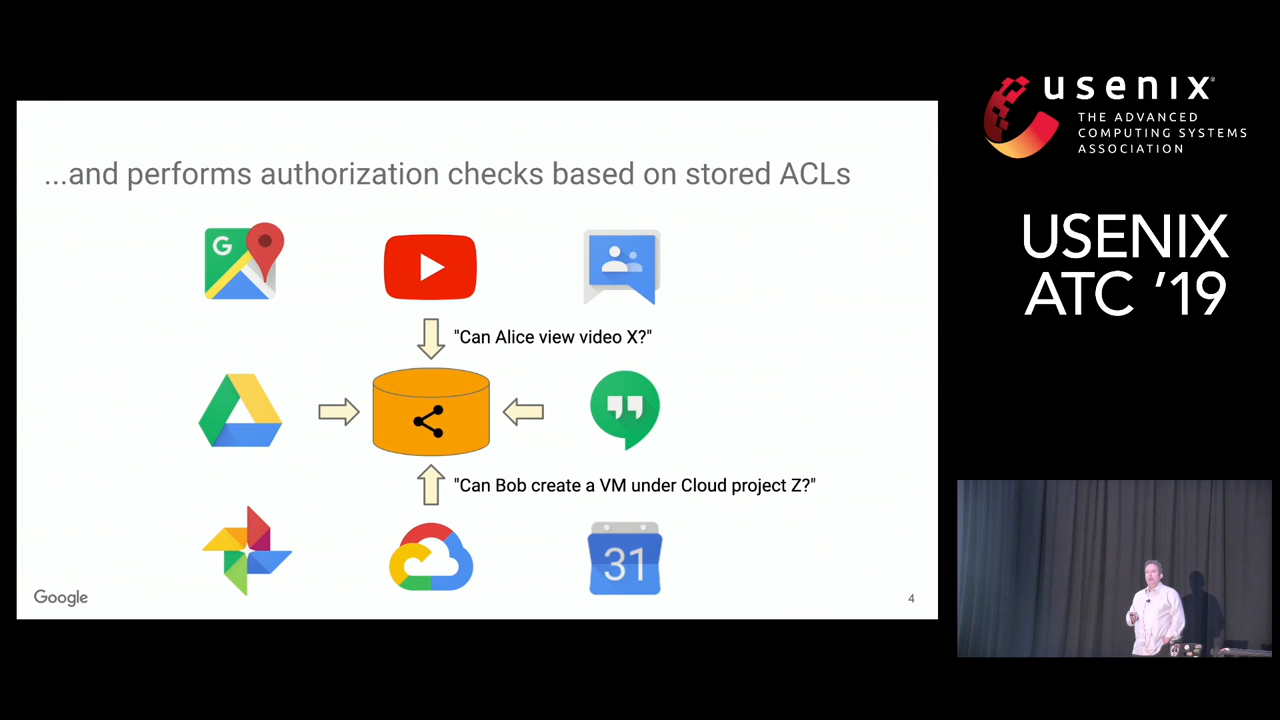 ...and performs authorization checks based on stored ACLs
G
"Can Alice view video X?"
"Can Bob create a VM under Cloud project Z?"
31
Google
4
usenix
THE ADVANCED
COMPUTING SYSTEMS
ASSOCIATION
USENIX
ATC '19